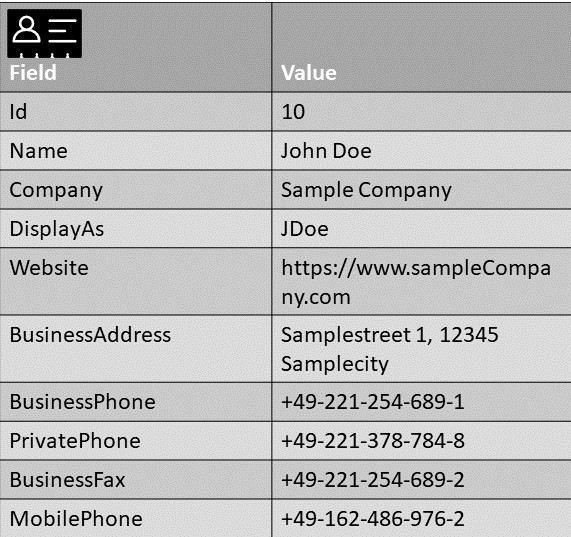 Field Value
Id 10
Name John Doe
Company Sample Company
DisplayAs JDoe
Website https://www.sampleCompa
ny.com
BusinessAddress Samplestreet 1, 12345
Samplecity
BusinessPhone +49-221-254-689-1
PrivatePhone +49-221-378-784-8
BusinessFax +49-221-254-689-2
MobilePhone +49-162-486-976-2